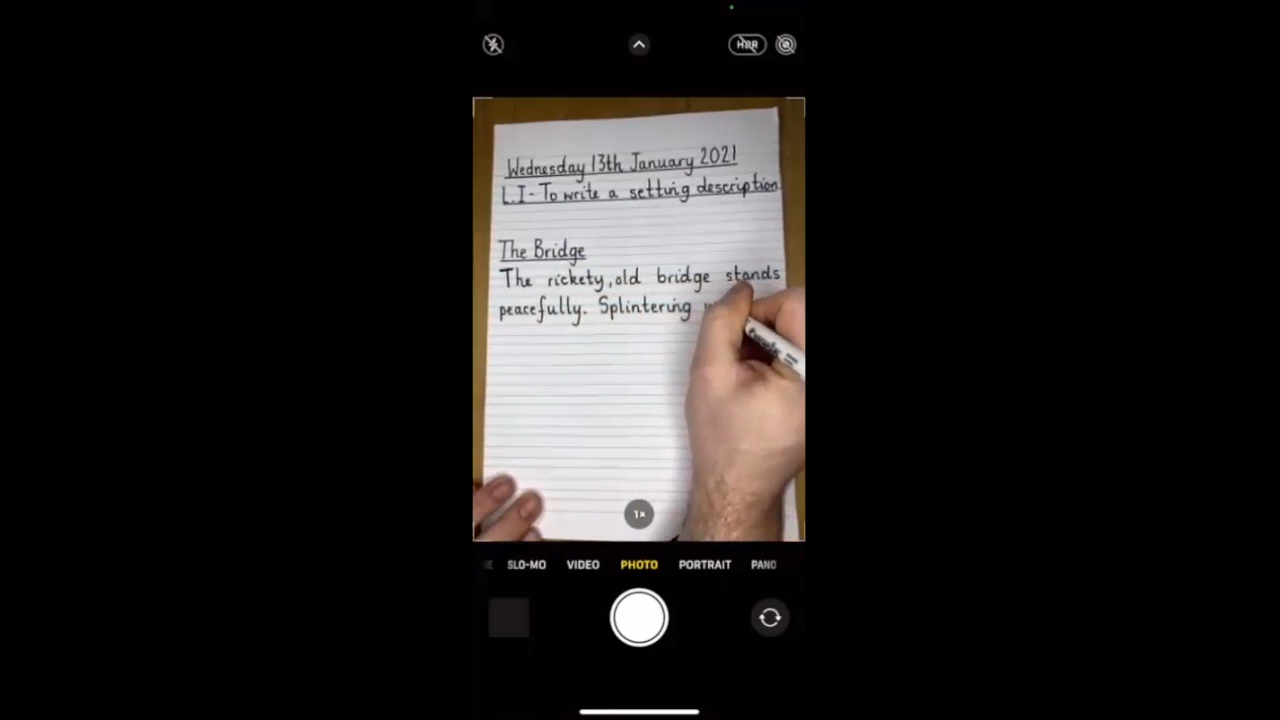 HDR
Wednesday 13th January 2021
L.I- To write a setting description.
The Bridge
The rickety, old bridge stands
peacefully. Splintering
1×
SLO-MO VIDEO PHOTO PORTRAIT PANO